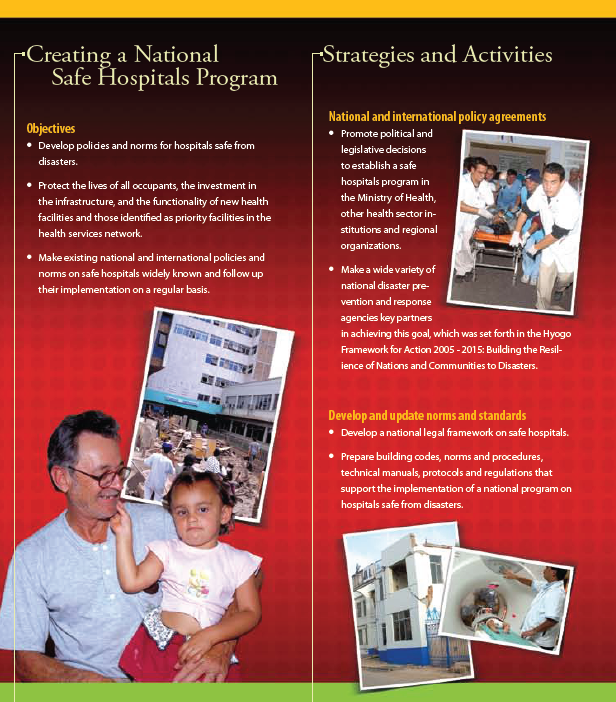 Creating a National
Safe Hospitals Program
Objectives
• Develop policies and norms for hospitals safe from
disasters.
• Protect the lives of all occupants, the investment in
the infrastructure, and the functionality of new health
facilities and those identified as priority facilities in the
health services network.
• Make existing national and international policies and
norms on safe hospitals widely known and follow up
their implementation on a regular basis.
Strategies and Activities
National and international policy agreements
• Promote political and
legislative decisions
to establish a safe
hospitals program in
the Ministry of Health,
other health sector in-
stitutions and regional
organizations.
• Make a wide variety of
national disaster pre-
vention and response
agencies key partners
in achieving this goal, which was set forth in the Hyogo
Framework for Action 2005 - 2015: Building the Resil-
ience of Nations and Communities to Disasters.
Develop and update norms and standards
• Develop a national legal framework on safe hospitals.
• Prepare building codes, norms and procedures,
technical manuals, protocols and regulations that
support the implementation of a national program on
hospitals safe from disasters.